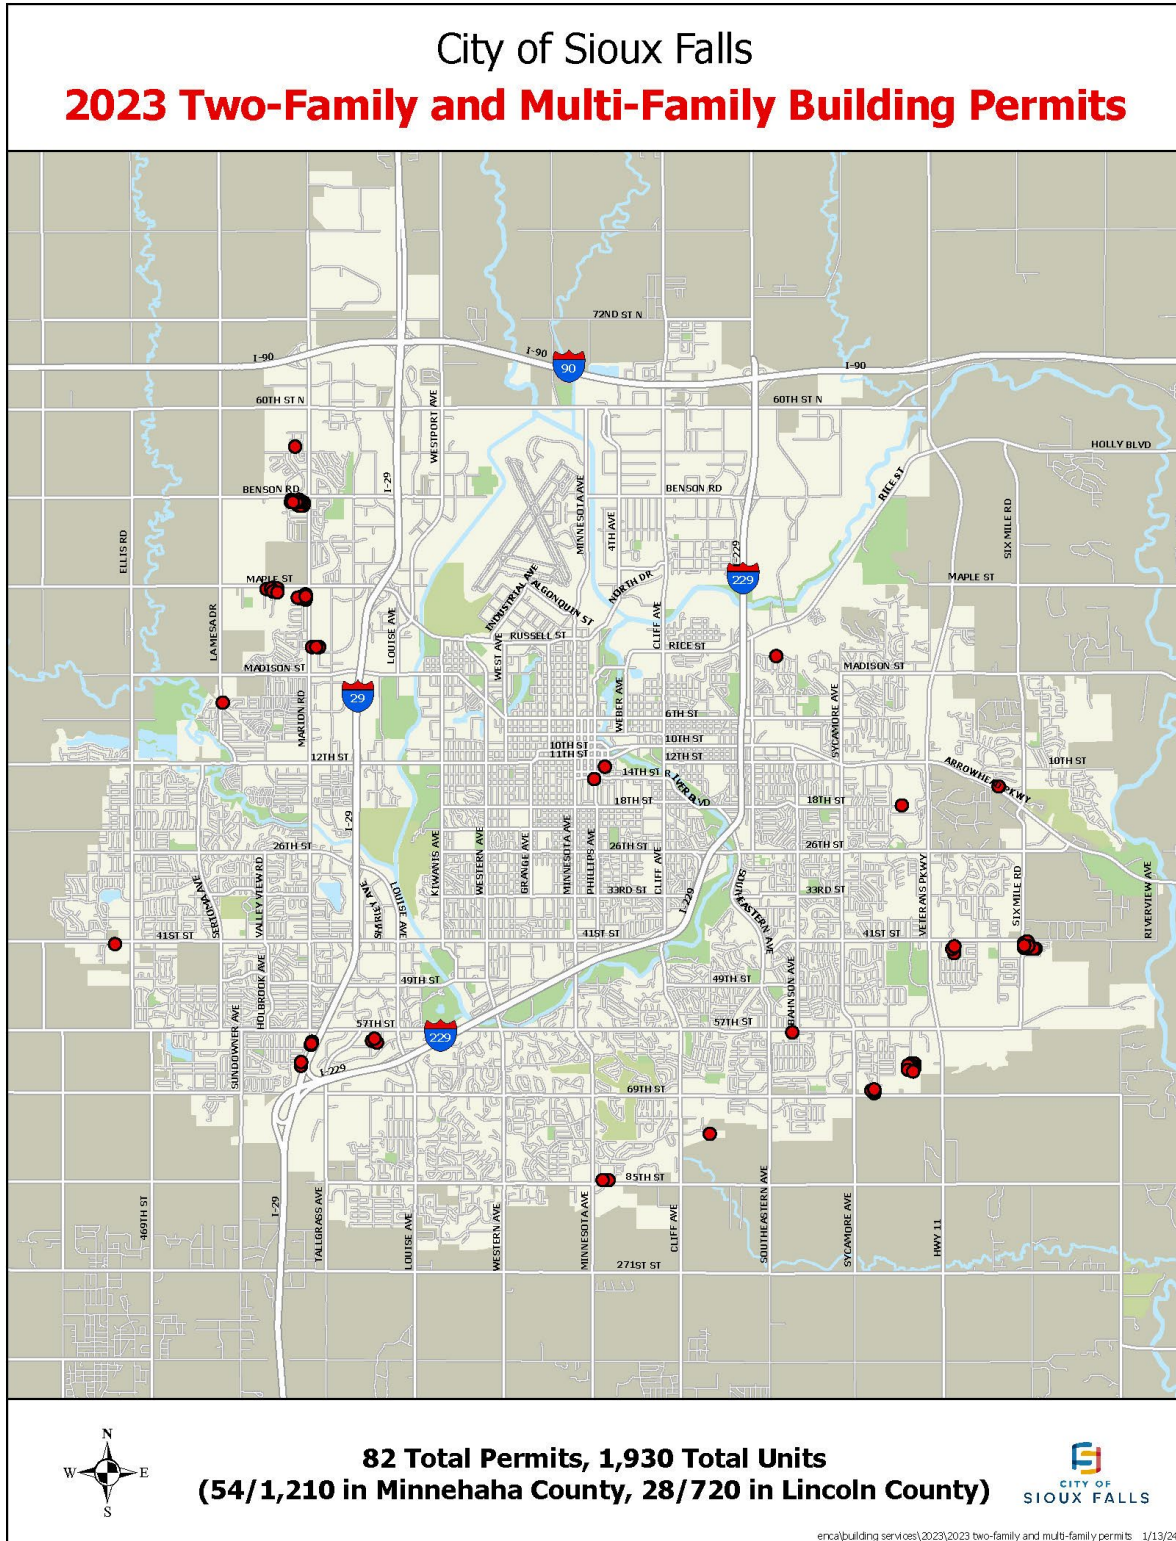 City of Sioux Falls
2023 Two-Family and Multi-Family Building Permits
72ND ST N
I-90
I-90
90
I-90
60TH ST N
60TH ST N
WESTPORT AVE
HOLLY BLVD
I-29
BENSON RD
BENSON RD
RICE ST
MINNESOTA AVE
4TH AVE
SIX MILE RD
ELLIS RD
I-229
229
MAPLE ST
MAPLE ST
INDUSTRIAL AVE
ALGONQUIN ST
NORTH DR
LAMESA DR
LOUISE AVE
RUSSELL ST
WEST AVE
CLIFF AVE
RICE ST
MADISON ST
MADISON ST
29
MARION RD
WEBER AVE
6TH ST
SYCAMORE AVE
10TH ST
10TH ST
11TH ST
12TH ST
12TH ST
10TH ST
14TH ST
RIVER BLVD
ARROWHEAD PKWY
18TH ST
18TH ST
I-29
26TH ST
26TH ST
26TH ST
KIWANIS AVE
WESTERN AVE
GRANGE AVE
MINNESOTA AVE
PHILLIPS AVE
CLIFF AVE
33RD ST
33RD ST
SERTOMA AVE
VALLEY VIEW RD
SHIRLEY AVE
LOUISE AVE
I-229
SOUTHEASTERN AVE
VETERANS PKWY
SIX MILE RD
RIVERVIEW AVE
41ST ST
41ST ST
41ST ST
HOLBROOK AVE
49TH ST
49TH ST
BAHNSON AVE
SUNDOWNER AVE
57TH ST
229
57TH ST
I-229
69TH ST
85TH ST
469TH ST
I-29
TALLGRASS AVE
LOUISE AVE
WESTERN AVE
MINNESOTA AVE
CLIFF AVE
SOUTHEASTERN AVE
SYCAMORE AVE
HWY 11
271ST ST
N
W
E
S
82 Total Permits, 1,930 Total Units
(54/1,210 in Minnehaha County, 28/720 in Lincoln County)
CITY OF
SIOUX FALLS
enca\building services\2023\2023 two-family and multi-family permits 1/13/24